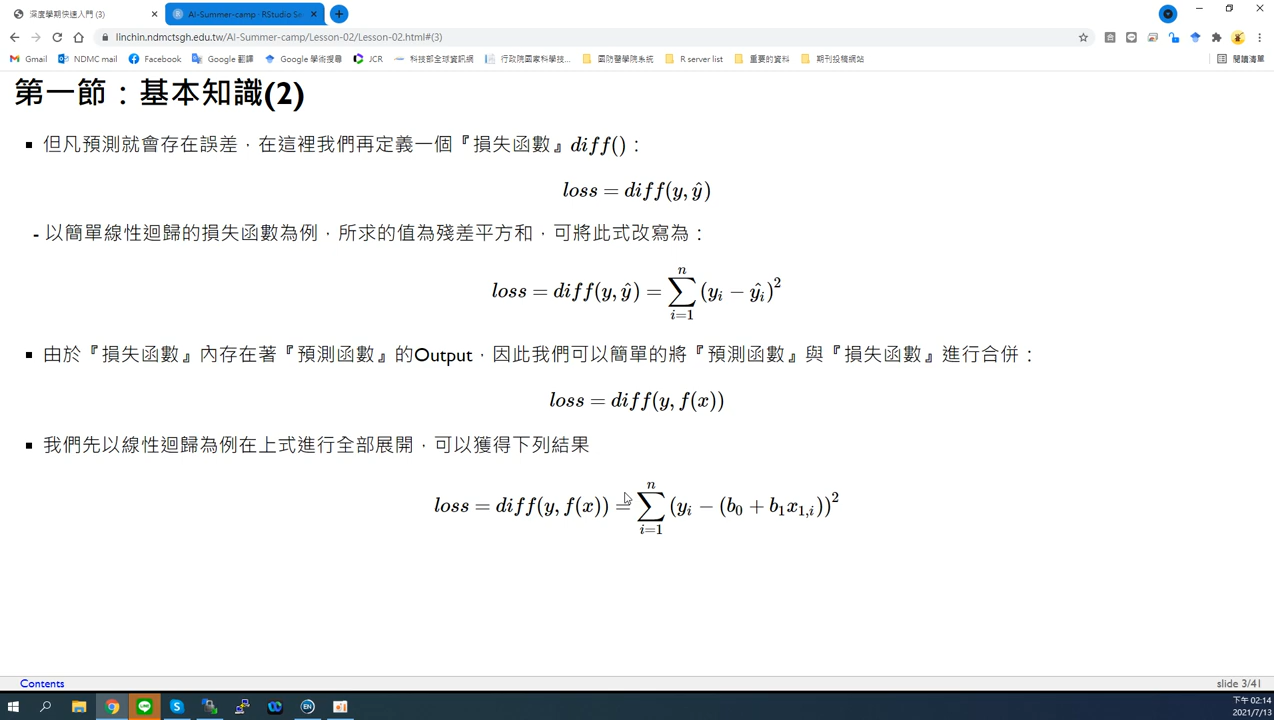 深度學期快速入門 (3)
AI-Summer-camp - RStudio Se
linchin.ndmctsgh.edu.tw/AI-Summer-camp/Lesson-02/Lesson-02.html#(3)
Gmail NDMC mail Facebook Google 翻譯 Google 學術搜尋 JCR 科技部全球資訊網 行政院國家科學技... 國防醫學院系統 R server list 重要的資料 期刊投稿網站 閱讀清單
第一節：基本知識(2)
但凡預測就會存在誤差，在這裡我們再定義一個『損失函數』diff()：
loss = diff(y, ŷ)
- 以簡單線性迴歸的損失函數為例，所求的值為殘差平方和，可將此式改寫為：
loss = diff(y, ŷ) = ∑ᵢ₌₁ⁿ (yᵢ − ŷᵢ)²
由於『損失函數』內存在著『預測函數』的Output，因此我們可以簡單的將『預測函數』與『損失函數』進行合併：
loss = diff(y, f(x))
我們先以線性迴歸為例在上式進行全部展開，可以獲得下列結果
loss = diff(y, f(x)) = ∑ᵢ₌₁ⁿ (yᵢ − (b₀ + b₁x₁,ᵢ))²
Contents
slide 3/41
下午 02:14
2021/7/13